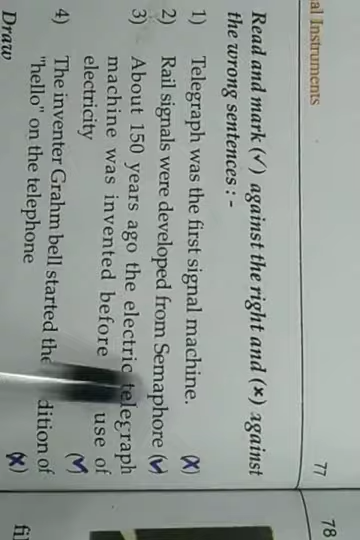 al Instruments 77
Read and mark (✓) against the right and (×) against
the wrong sentences : -
1) Telegraph was the first signal machine. (×)
2) Rail signals were developed from Semaphore (✓)
3) About 150 years ago the electric telegraph
machine was invented before use of
electricity (✓)
4) The inventer Grahm bell started the dition of
"hello" on the telephone (×)
Draw
78
fil